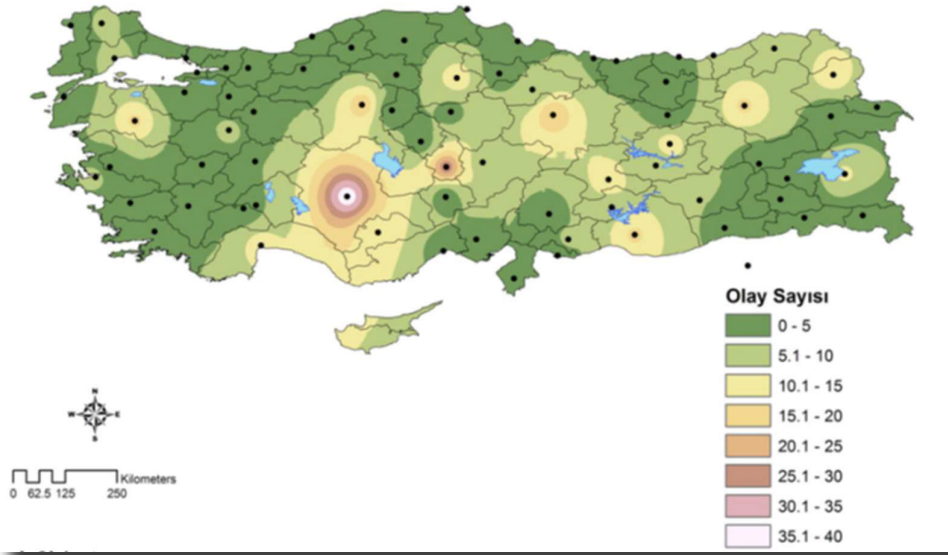 Olay Sayısı
0 - 5
5.1 - 10
10.1 - 15
15.1 - 20
20.1 - 25
25.1 - 30
30.1 - 35
35.1 - 40
N
W E
S
Kilometers
0 62.5 125 250